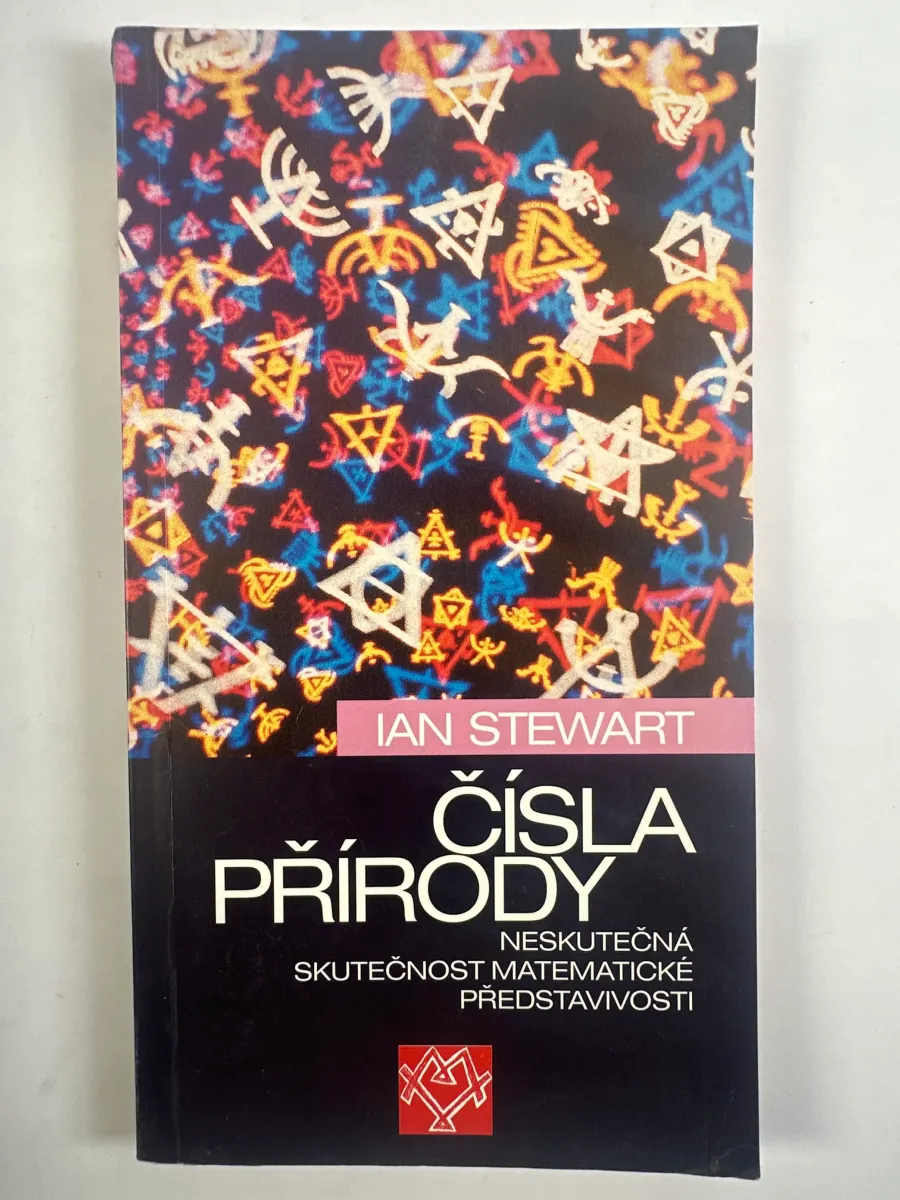 IAN STEWART
ČÍSLA
PŘÍRODY
NESKUTEČNÁ
SKUTEČNOST MATEMATICKÉ
PŘEDSTAVIVOSTI